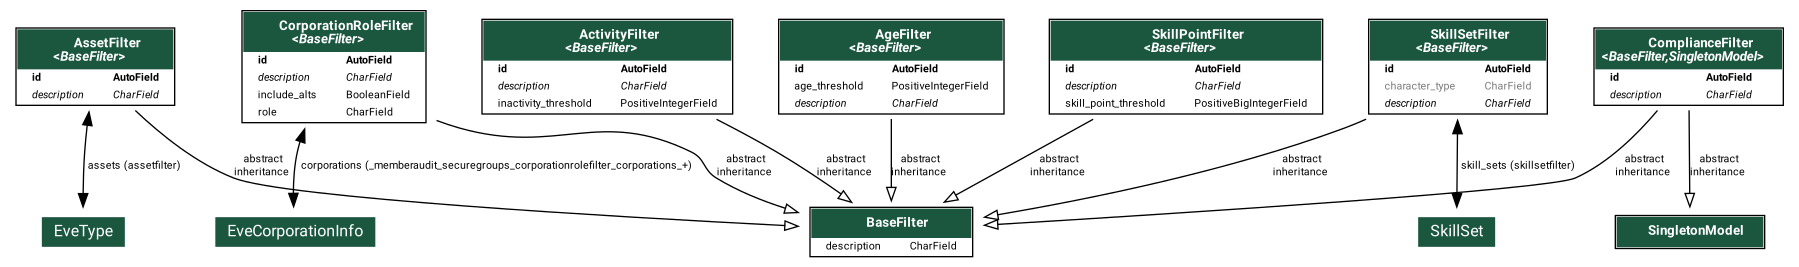 AssetFilter
<BaseFilter>
id AutoField
description CharField
CorporationRoleFilter
<BaseFilter>
id AutoField
description CharField
include_alts BooleanField
role CharField
ActivityFilter
<BaseFilter>
id AutoField
description CharField
inactivity_threshold PositiveIntegerField
AgeFilter
<BaseFilter>
id AutoField
age_threshold PositiveIntegerField
description CharField
SkillPointFilter
<BaseFilter>
id AutoField
description CharField
skill_point_threshold PositiveBigIntegerField
SkillSetFilter
<BaseFilter>
id AutoField
character_type CharField
description CharField
ComplianceFilter
<BaseFilter,SingletonModel>
id AutoField
description CharField
assets (assetfilter)
abstract
inheritance
corporations (_memberaudit_securegroups_corporationrolefilter_corporations_+)
abstract
inheritance
abstract
inheritance
abstract
inheritance
abstract
inheritance
abstract
inheritance
skill_sets (skillsetfilter)
abstract
inheritance
abstract
inheritance
EveType
EveCorporationInfo
BaseFilter
description CharField
SkillSet
SingletonModel